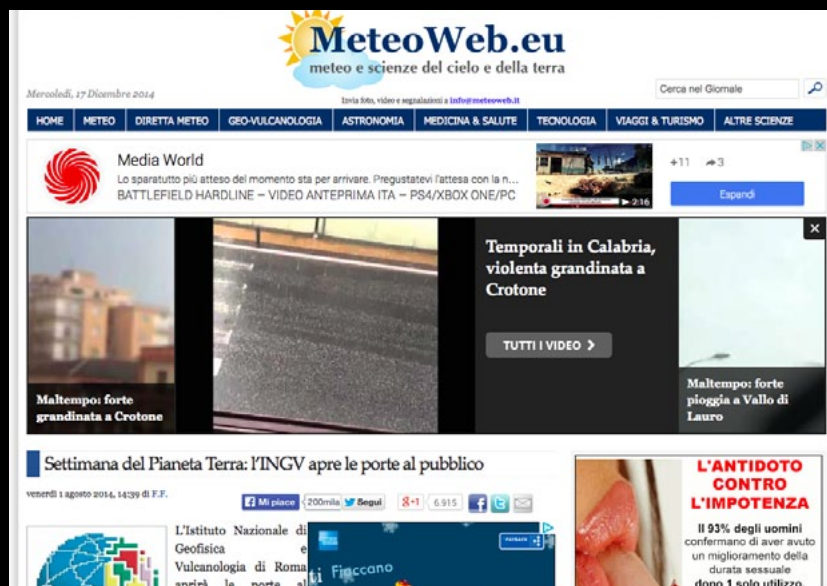 MeteoWeb.eu
meteo e scienze del cielo e della terra
Mercoledì, 17 Dicembre 2014
Invia foto, video e segnalazioni a info@meteoweb.it
Cerca nel Giornale
HOME METEO DIRETTA METEO GEO-VULCANOLOGIA ASTRONOMIA MEDICINA & SALUTE TECNOLOGIA VIAGGI & TURISMO ALTRE SCIENZE
Media World
Lo sparatutto più atteso del momento sta per arrivare. Pregustatevi l'attesa con la n...
BATTLEFIELD HARDLINE – VIDEO ANTEPRIMA ITA – PS4/XBOX ONE/PC
2:16
+11 3
Espandi
Temporali in Calabria,
violenta grandinata a
Crotone
TUTTI I VIDEO
Maltempo: forte
grandinata a Crotone
Maltempo: forte
pioggia a Vallo di
Lauro
Settimana del Pianeta Terra: l'INGV apre le porte al pubblico
venerdì 1 agosto 2014, 14:39 di F.F.
Mi piace 200mila Segui +1 6.915
L'Istituto Nazionale di
Geofisica e
Vulcanologia di Roma
aprirà le porte al
PAYBACK
ti Fioccano
L'ANTIDOTO
CONTRO
L'IMPOTENZA
Il 93% degli uomini
confermano di aver avuto
un miglioramento della
durata sessuale
dopo 1 solo utilizzo.